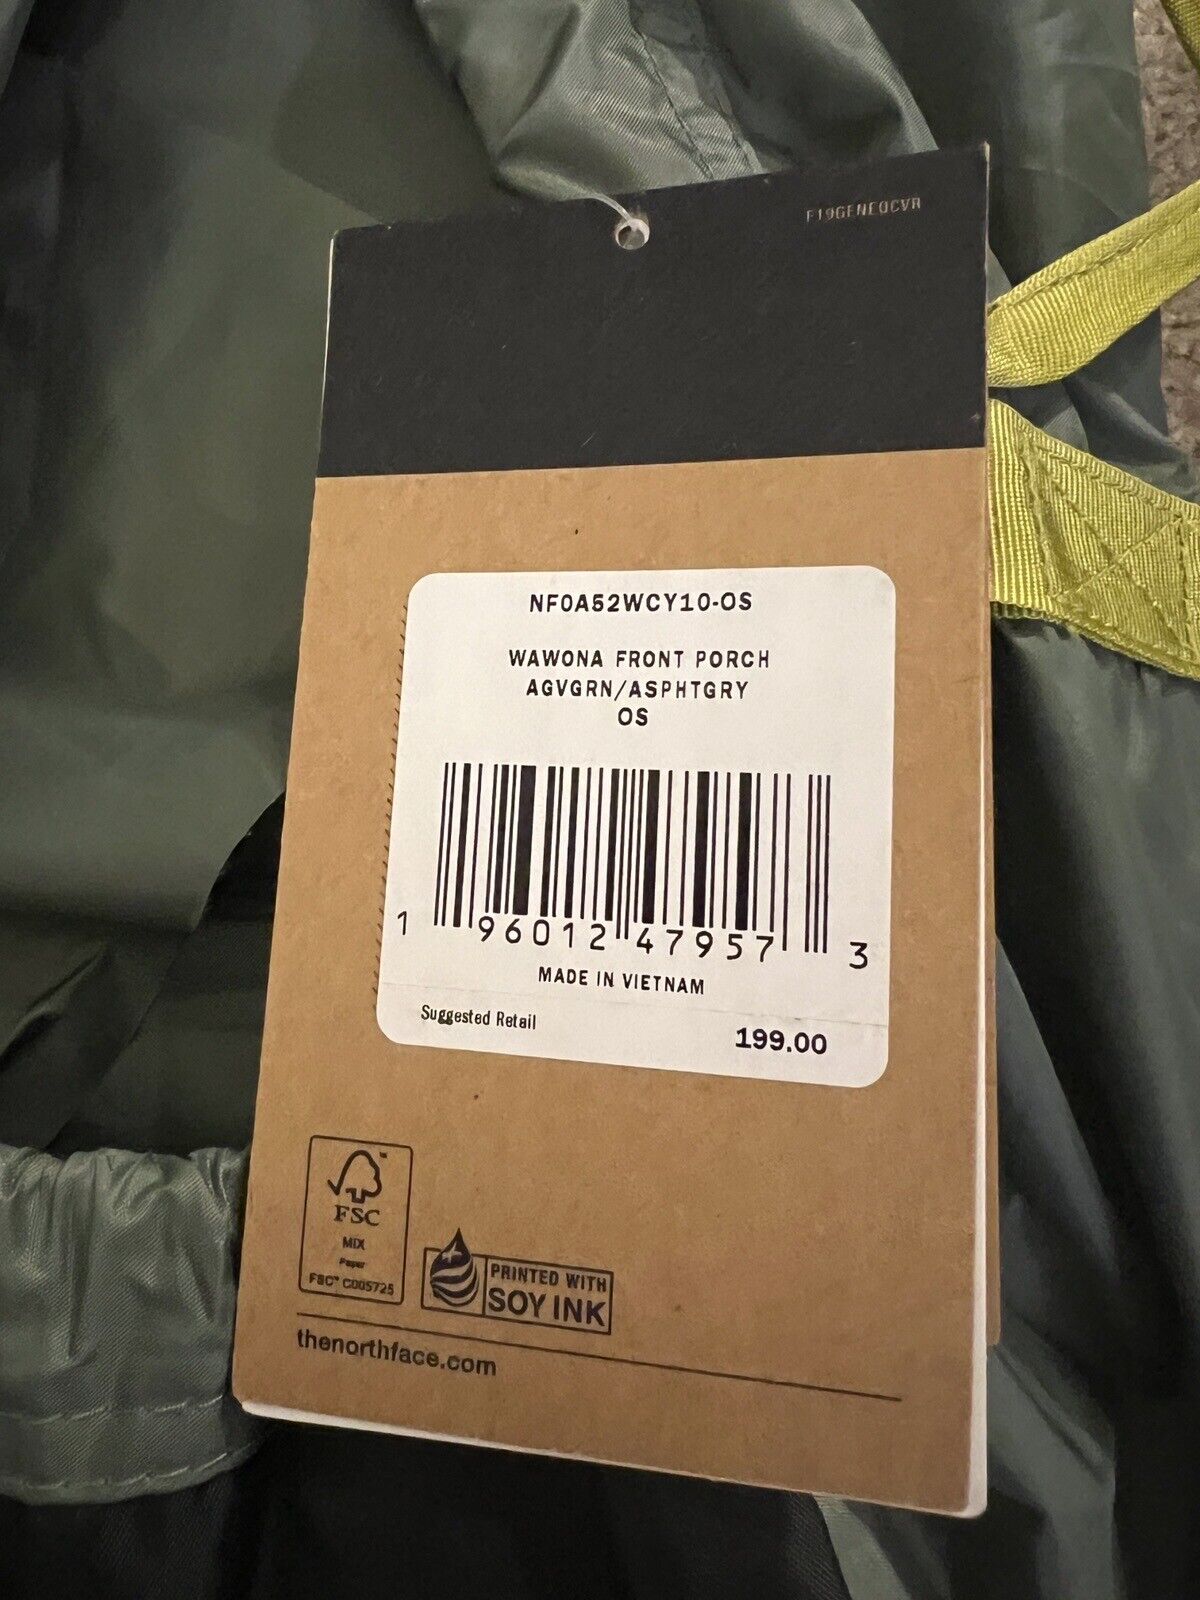 F19GENEOCVR
NF0A52WCY10-OS
WAWONA FRONT PORCH
AGVGRN/ASPHTGRY
OS
1 96012 47957 3
MADE IN VIETNAM
Suggested Retail 199.00
FSC
MIX
Paper
FSC™ C005725
PRINTED WITH
SOY INK
thenorthface.com